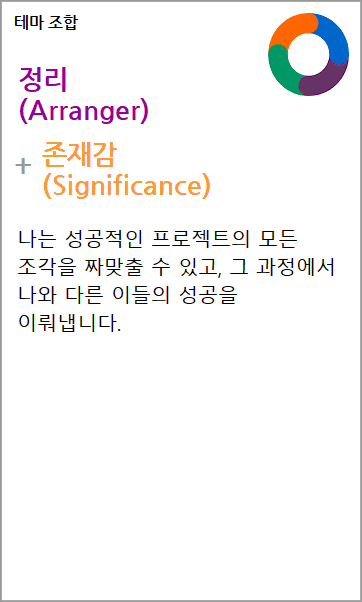 테마 조합
정리
(Arranger)
+ 존재감
(Significance)
나는 성공적인 프로젝트의 모든
조각을 짜맞출 수 있고, 그 과정에서
나와 다른 이들의 성공을
이뤄냅니다.